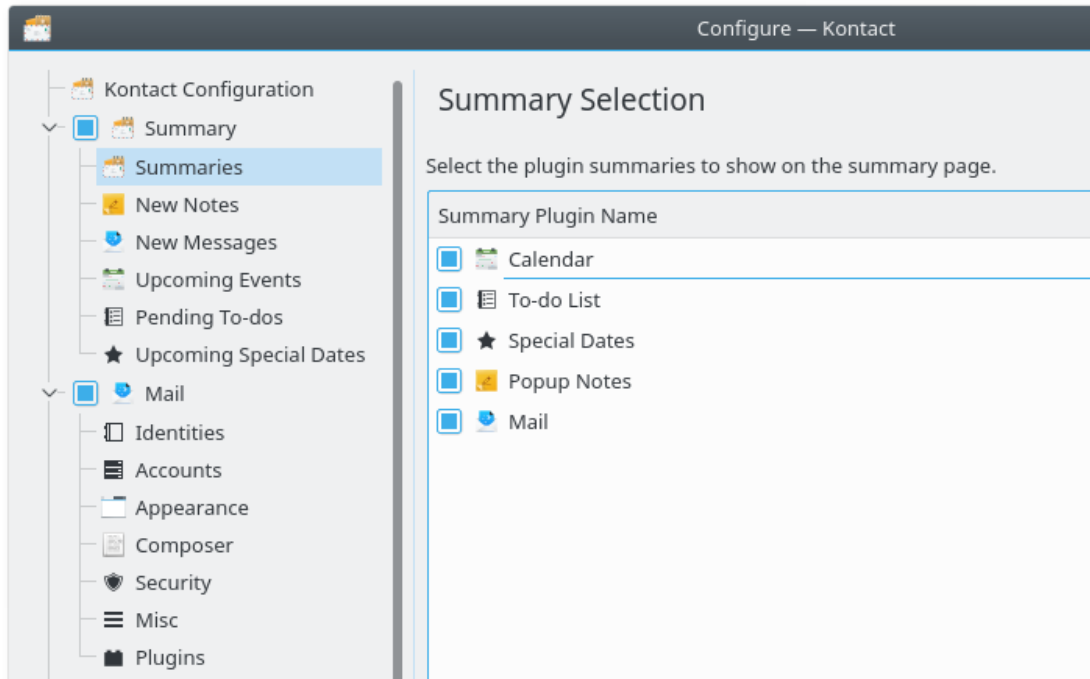 Configure — Kontact
Kontact Configuration
Summary
Summaries
New Notes
New Messages
Upcoming Events
Pending To-dos
Upcoming Special Dates
Mail
Identities
Accounts
Appearance
Composer
Security
Misc
Plugins
Summary Selection
Select the plugin summaries to show on the summary page.
Summary Plugin Name
Calendar
To-do List
Special Dates
Popup Notes
Mail